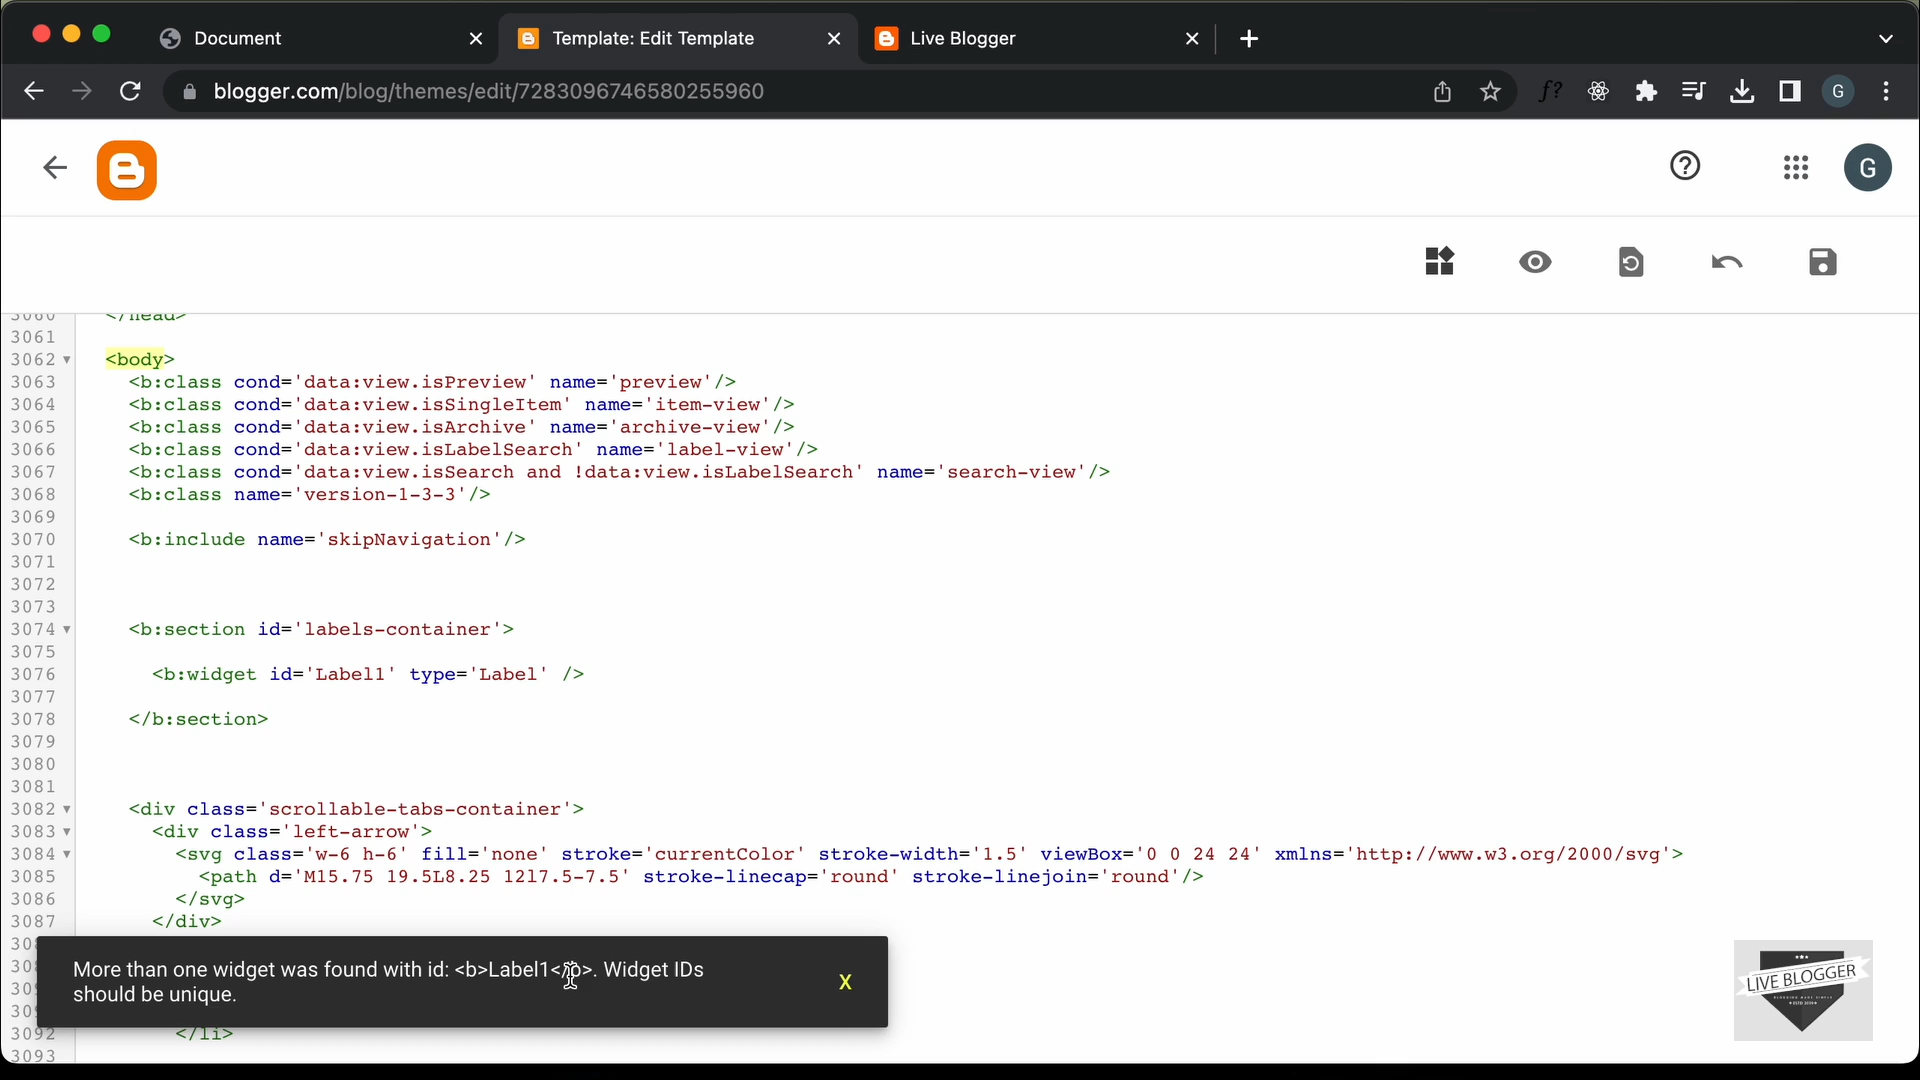 Document
Template: Edit Template
Live Blogger
blogger.com/blog/themes/edit/7283096746580255960
f?
G
G
3060 </head>
3061
3062 <body>
3063 <b:class cond='data:view.isPreview' name='preview'/>
3064 <b:class cond='data:view.isSingleItem' name='item-view'/>
3065 <b:class cond='data:view.isArchive' name='archive-view'/>
3066 <b:class cond='data:view.isLabelSearch' name='label-view'/>
3067 <b:class cond='data:view.isSearch and !data:view.isLabelSearch' name='search-view'/>
3068 <b:class name='version-1-3-3'/>
3069
3070 <b:include name='skipNavigation'/>
3071
3072
3073
3074 <b:section id='labels-container'>
3075
3076 <b:widget id='Label1' type='Label' />
3077
3078 </b:section>
3079
3080
3081
3082 <div class='scrollable-tabs-container'>
3083 <div class='left-arrow'>
3084 <svg class='w-6 h-6' fill='none' stroke='currentColor' stroke-width='1.5' viewBox='0 0 24 24' xmlns='http://www.w3.org/2000/svg'>
3085 <path d='M15.75 19.5L8.25 12l7.5-7.5' stroke-linecap='round' stroke-linejoin='round'/>
3086 </svg>
3087 </div>
More than one widget was found with id: <b>Label1</b>. Widget IDs
should be unique.
X
3092 </li>
3093
LIVE BLOGGER